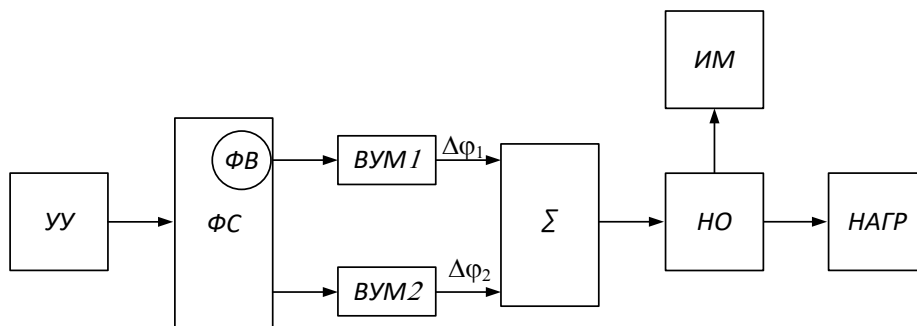 ИМ
ФВ
ВУМ1
Δφ₁
УУ
ФС
Σ
НО
НАГР
ВУМ2
Δφ₂